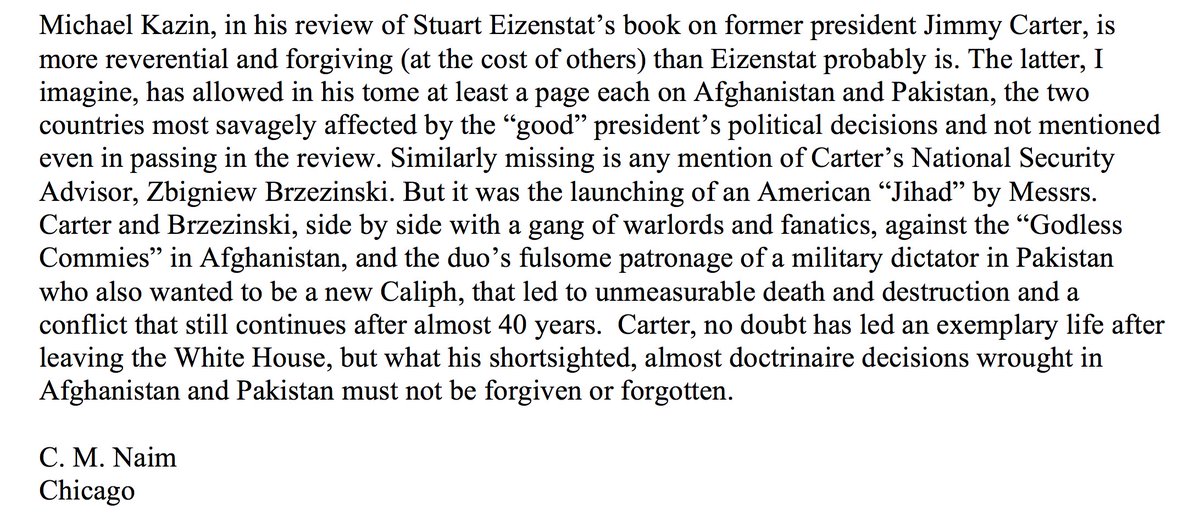 Michael Kazin, in his review of Stuart Eizenstat’s book on former president Jimmy Carter, is
more reverential and forgiving (at the cost of others) than Eizenstat probably is. The latter, I
imagine, has allowed in his tome at least a page each on Afghanistan and Pakistan, the two
countries most savagely affected by the “good” president’s political decisions and not mentioned
even in passing in the review. Similarly missing is any mention of Carter’s National Security
Advisor, Zbigniew Brzezinski. But it was the launching of an American “Jihad” by Messrs.
Carter and Brzezinski, side by side with a gang of warlords and fanatics, against the “Godless
Commies” in Afghanistan, and the duo’s fulsome patronage of a military dictator in Pakistan
who also wanted to be a new Caliph, that led to unmeasurable death and destruction and a
conflict that still continues after almost 40 years.  Carter, no doubt has led an exemplary life after
leaving the White House, but what his shortsighted, almost doctrinaire decisions wrought in
Afghanistan and Pakistan must not be forgiven or forgotten.
C. M. Naim
Chicago